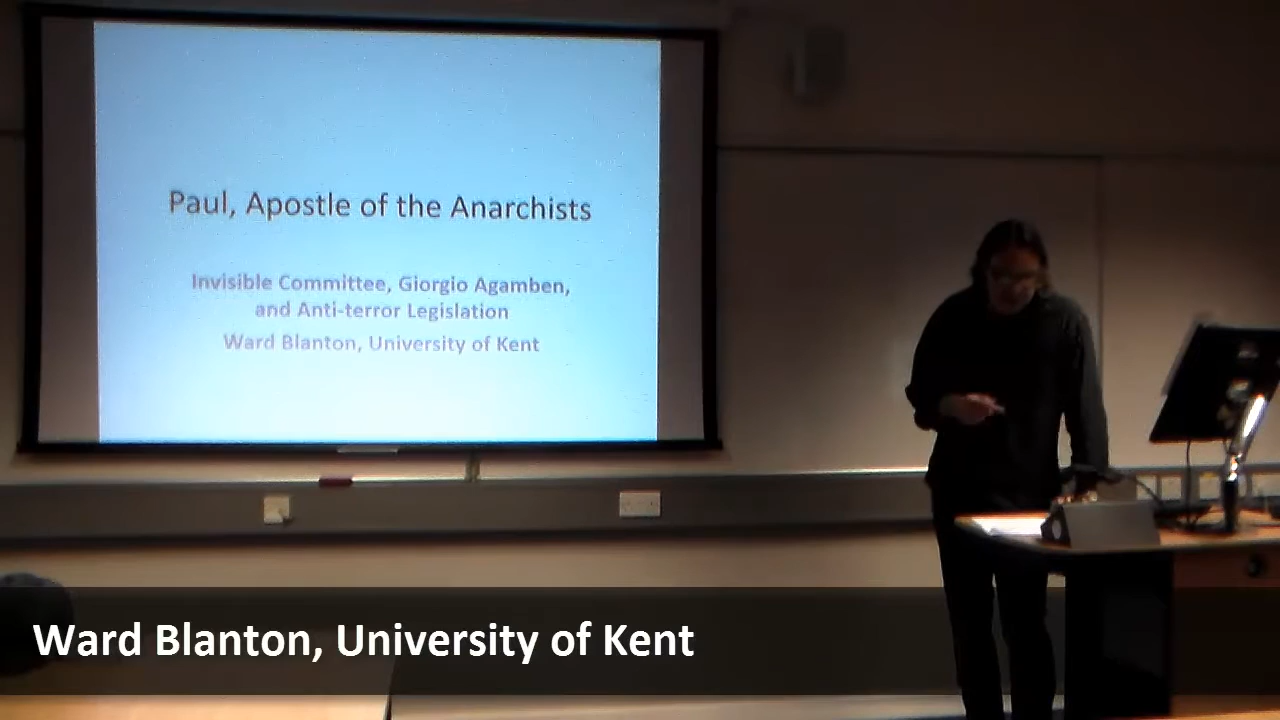 Paul, Apostle of the Anarchists
Invisible Committee, Giorgio Agamben,
and Anti-terror Legislation
Ward Blanton, University of Kent
Ward Blanton, University of Kent